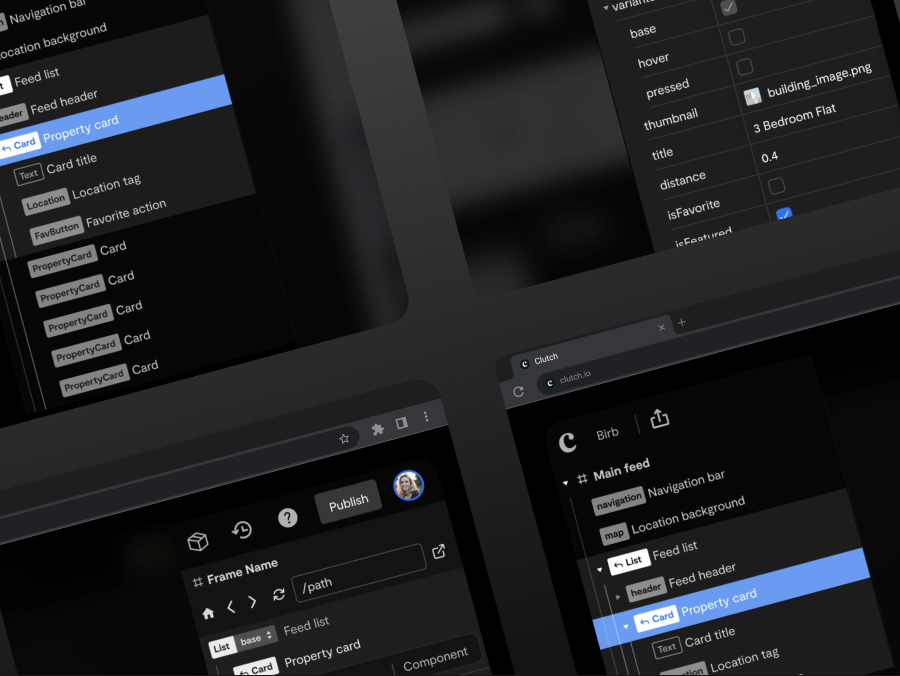 Navigation bar
Location background
Feed list
Feed header
Card Property card
Text Card title
Location Location tag
FavButton Favorite action
PropertyCard Card
PropertyCard Card
PropertyCard Card
PropertyCard Card
PropertyCard Card
base
hover
pressed
thumbnail building_image.png
title 3 Bedroom Flat
distance 0.4
isFavorite
isFeatured
Publish
# Frame Name
/path
List base Feed list
Card Property card
Component
Clutch
clutch.io
Birb
# Main feed
navigation Navigation bar
map Location background
List Feed list
header Feed header
Card Property card
Text Card title
Location tag